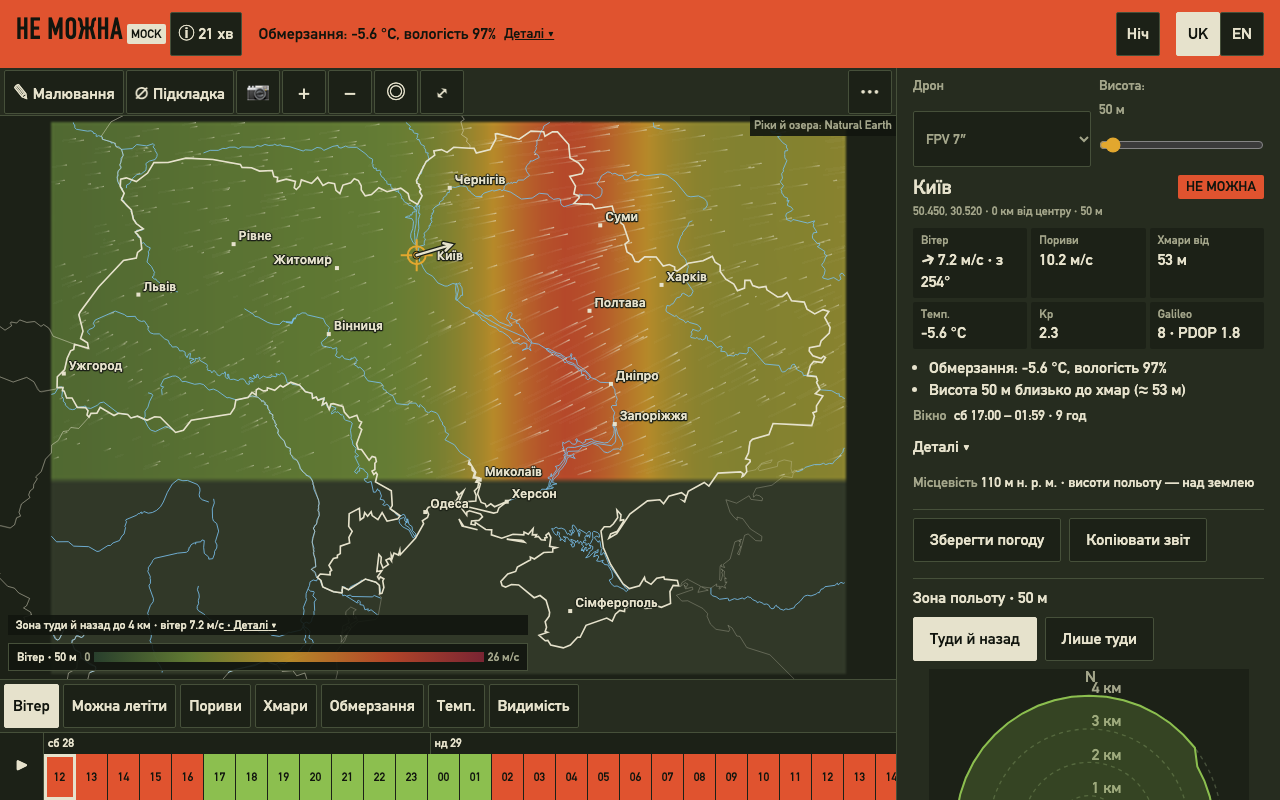 НЕ МОЖНА
МОСК
ⓘ 21 хв
Обмерзання: -5.6 °C, вологість 97% Деталі ▾
Ніч
UK
EN
✎ Малювання
Ø Підкладка
+
−
◎
⤢
•••
Ріки й озера: Natural Earth
Чернігів
Суми
Рівне
Житомир
Київ
Харків
Львів
Полтава
Вінниця
Ужгород
Дніпро
Запоріжжя
Миколаїв
Херсон
Одеса
Сімферополь
Зона туди й назад до 4 км · вітер 7.2 м/с · Деталі ▾
Вітер · 50 м 0 26 м/с
Вітер
Можна летіти
Пориви
Хмари
Обмерзання
Темп.
Видимість
сб 28
нд 29
▶
12 13 14 15 16 17 18 19 20 21 22 23 00 01 02 03 04 05 06 07 08 09 10 11 12 13 14
Дрон
FPV 7″
Висота:
50 м
Київ
НЕ МОЖНА
50.450, 30.520 · 0 км від центру · 50 м
Вітер
➔ 7.2 м/с · з
254°
Пориви
10.2 м/с
Хмари від
53 м
Темп.
-5.6 °C
Kp
2.3
Galileo
8 · PDOP 1.8
• Обмерзання: -5.6 °C, вологість 97%
• Висота 50 м близько до хмар (≈ 53 м)
Вікно сб 17:00 – 01:59 · 9 год
Деталі ▾
Місцевість 110 м н. р. м. · висоти польоту — над землею
Зберегти погоду
Копіювати звіт
Зона польоту · 50 м
Туди й назад
Лише туди
N
4 км
3 км
2 км
1 км